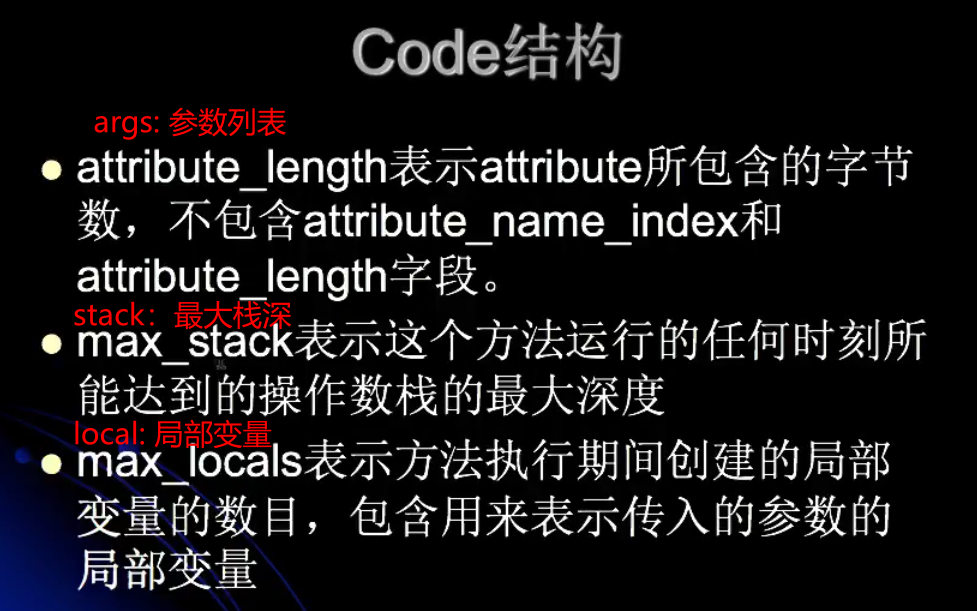 Code结构
args: 参数列表
attribute_length表示attribute所包含的字节
数，不包含attribute_name_index和
attribute_length字段。
stack：最大栈深
max_stack表示这个方法运行的任何时刻所
能达到的操作数栈的最大深度
local: 局部变量
max_locals表示方法执行期间创建的局部
变量的数目，包含用来表示传入的参数的
局部变量